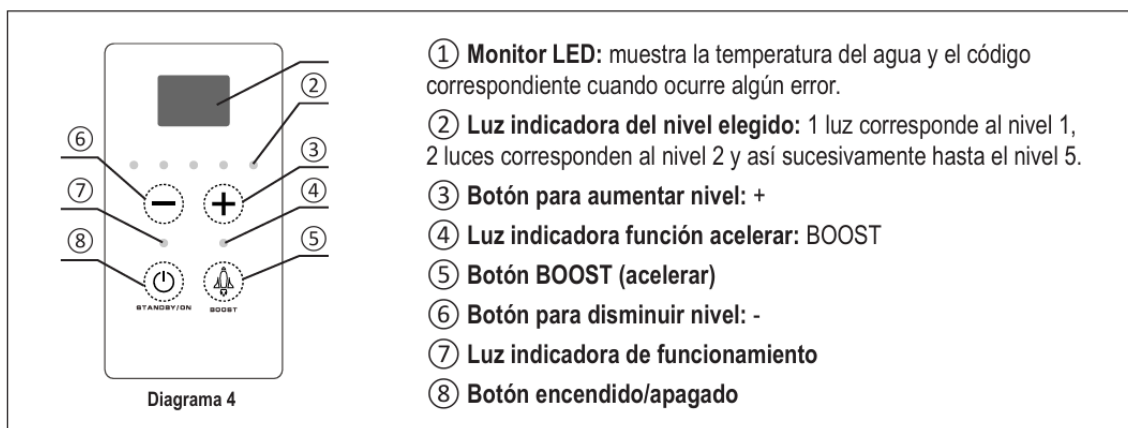 ②
⑥
③
⑦
④
⑧
⑤
STANDBY/ON
BOOST
Diagrama 4
① Monitor LED: muestra la temperatura del agua y el código
correspondiente cuando ocurre algún error.
② Luz indicadora del nivel elegido: 1 luz corresponde al nivel 1,
2 luces corresponden al nivel 2 y así sucesivamente hasta el nivel 5.
③ Botón para aumentar nivel: +
④ Luz indicadora función acelerar: BOOST
⑤ Botón BOOST (acelerar)
⑥ Botón para disminuir nivel: -
⑦ Luz indicadora de funcionamiento
⑧ Botón encendido/apagado